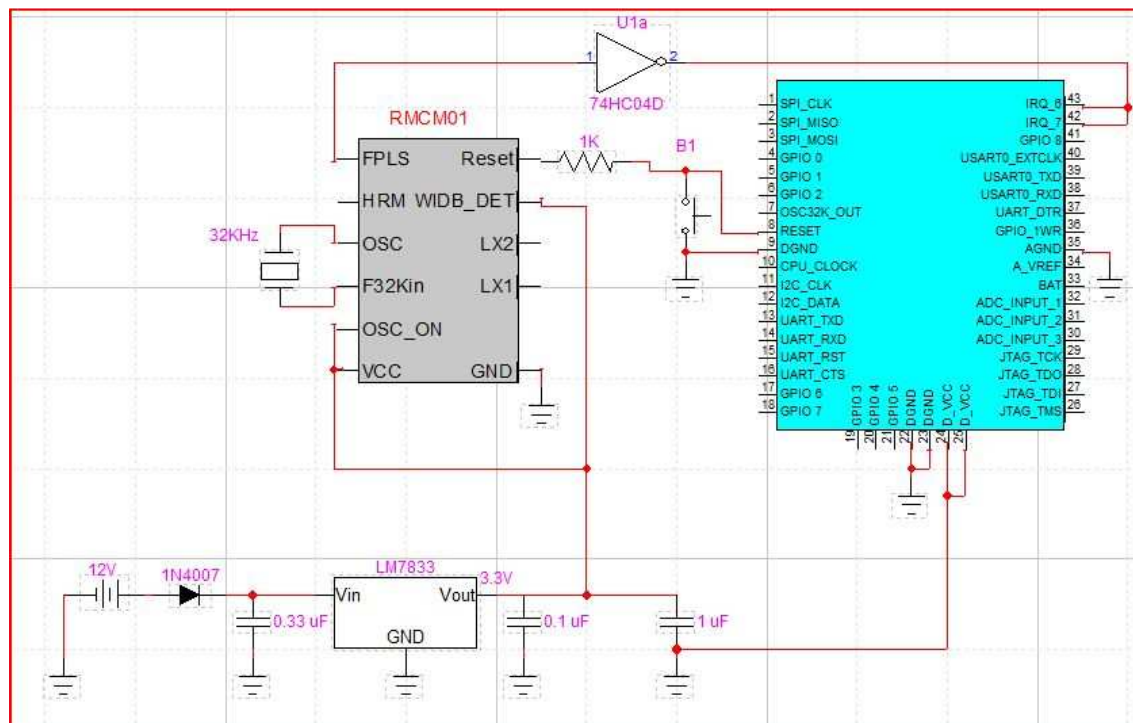 U1a
1
2
74HC04D
RMCM01
FPLS
HRM
OSC
F32Kin
OSC_ON
VCC
Reset
WIDB_DET
LX2
LX1
GND
32KHz
1K
B1
1 SPI_CLK
2 SPI_MISO
3 SPI_MOSI
4 GPIO 0
5 GPIO 1
6 GPIO 2
7 OSC32K_OUT
8 RESET
9 DGND
10 CPU_CLOCK
11 I2C_CLK
12 I2C_DATA
13 UART_TXD
14 UART_RXD
15 UART_RST
16 UART_CTS
17 GPIO 6
18 GPIO 7
19 GPIO 3
20 GPIO 4
21 GPIO 5
22 DGND
23 DGND
24 D_VCC
25 D_VCC
IRQ_6 43
IRQ_7 42
GPIO 8 41
USART0_EXTCLK 40
USART0_TXD 39
USART0_RXD 38
UART_DTR 37
GPIO_1WR 36
AGND 35
A_VREF 34
BAT 33
ADC_INPUT_1 32
ADC_INPUT_2 31
ADC_INPUT_3 30
JTAG_TCK 29
JTAG_TDO 28
JTAG_TDI 27
JTAG_TMS 26
12V
1N4007
0.33 uF
LM7833
Vin
Vout
GND
3.3V
0.1 uF
1 uF